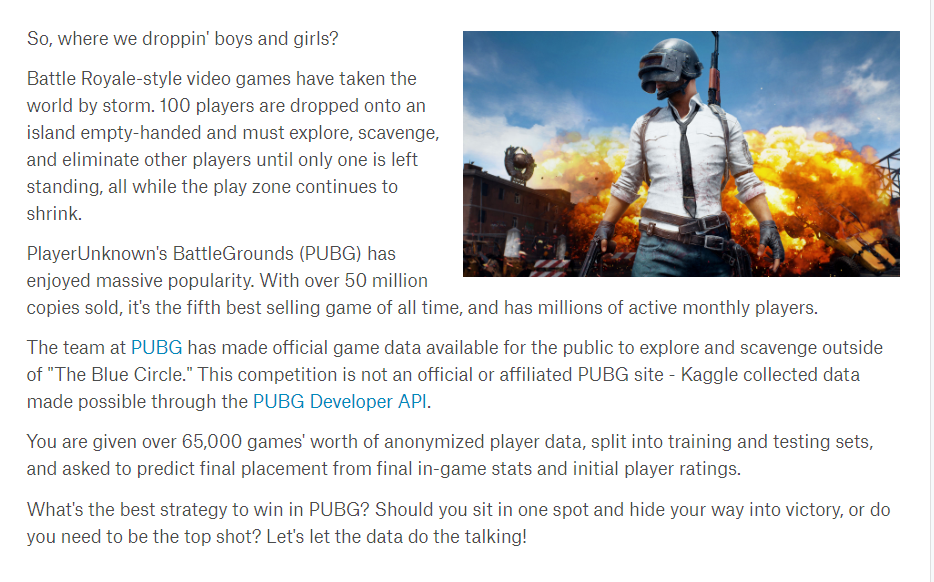 So, where we droppin' boys and girls?
Battle Royale-style video games have taken the
world by storm. 100 players are dropped onto an
island empty-handed and must explore, scavenge,
and eliminate other players until only one is left
standing, all while the play zone continues to
shrink.
PlayerUnknown's BattleGrounds (PUBG) has
enjoyed massive popularity. With over 50 million
copies sold, it's the fifth best selling game of all time, and has millions of active monthly players.
The team at PUBG has made official game data available for the public to explore and scavenge outside
of "The Blue Circle." This competition is not an official or affiliated PUBG site - Kaggle collected data
made possible through the PUBG Developer API.
You are given over 65,000 games' worth of anonymized player data, split into training and testing sets,
and asked to predict final placement from final in-game stats and initial player ratings.
What's the best strategy to win in PUBG? Should you sit in one spot and hide your way into victory, or do
you need to be the top shot? Let's let the data do the talking!